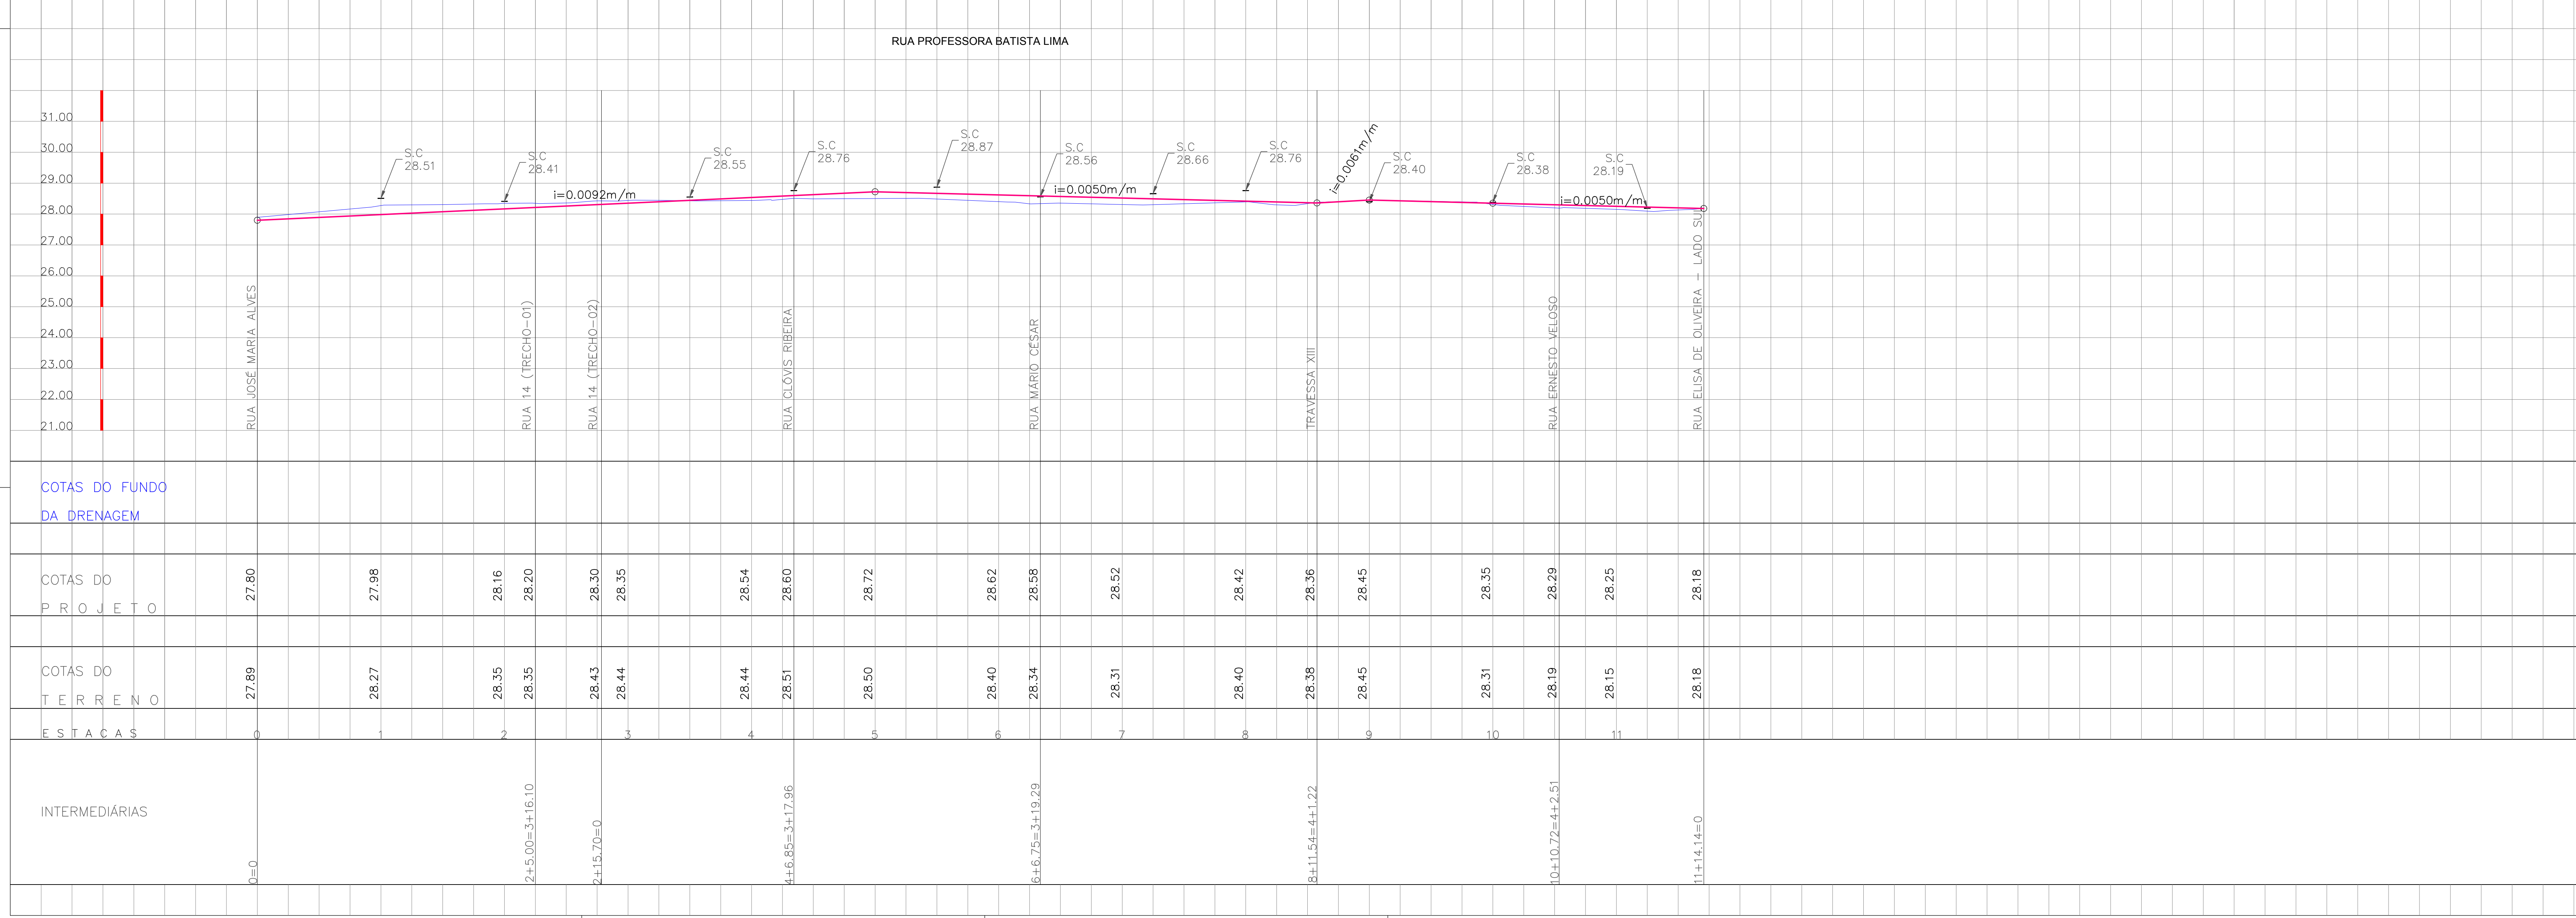 RUA PROFESSORA BATISTA LIMA
31.00
30.00
29.00
28.00
27.00
26.00
25.00
24.00
23.00
22.00
21.00
S.C
28.51
S.C
28.41
i=0.0092m/m
S.C
28.55
S.C
28.76
S.C
28.87
S.C
28.56
i=0.0050m/m
S.C
28.66
S.C
28.76
i=0.0061m/m
S.C
28.40
S.C
28.38
S.C
28.19
i=0.0050m/m
RUA JOSÉ MARIA ALVES
RUA 14 (TRECHO-01)
RUA 14 (TRECHO-02)
RUA CLÓVIS RIBEIRA
RUA MÁRIO CÉSAR
TRAVESSA XIII
RUA ERNESTO VELOSO
RUA ELISA DE OLIVEIRA - LADO SUL
COTAS DO FUNDO
DA DRENAGEM
COTAS DO
PROJETO
27.80 27.98 28.16 28.20 28.30 28.35 28.54 28.60 28.72 28.62 28.58 28.52 28.42 28.36 28.45 28.35 28.29 28.25 28.18
COTAS DO
TERRENO
27.89 28.27 28.35 28.35 28.43 28.44 28.44 28.51 28.50 28.40 28.34 28.31 28.40 28.38 28.45 28.31 28.19 28.15 28.18
ESTACAS 0 1 2 3 4 5 6 7 8 9 10 11
INTERMEDIÁRIAS
0=0
2+5.00=3+16.10
2+15.70=0
4+6.85=3+17.96
6+6.75=3+19.29
8+11.54=4+1.22
10+10.72=4+2.51
11+14.14=0